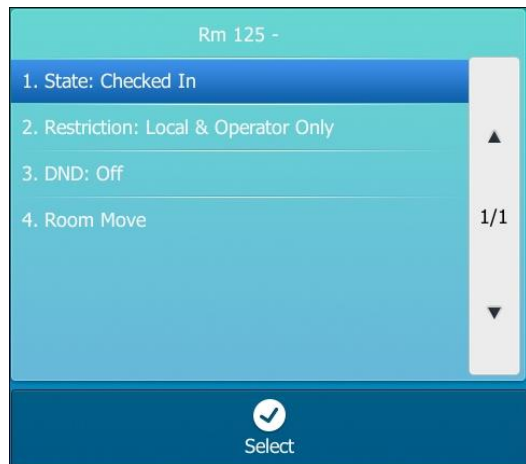 Rm 125 -
1. State: Checked In
2. Restriction: Local & Operator Only
3. DND: Off
4. Room Move
1/1
Select